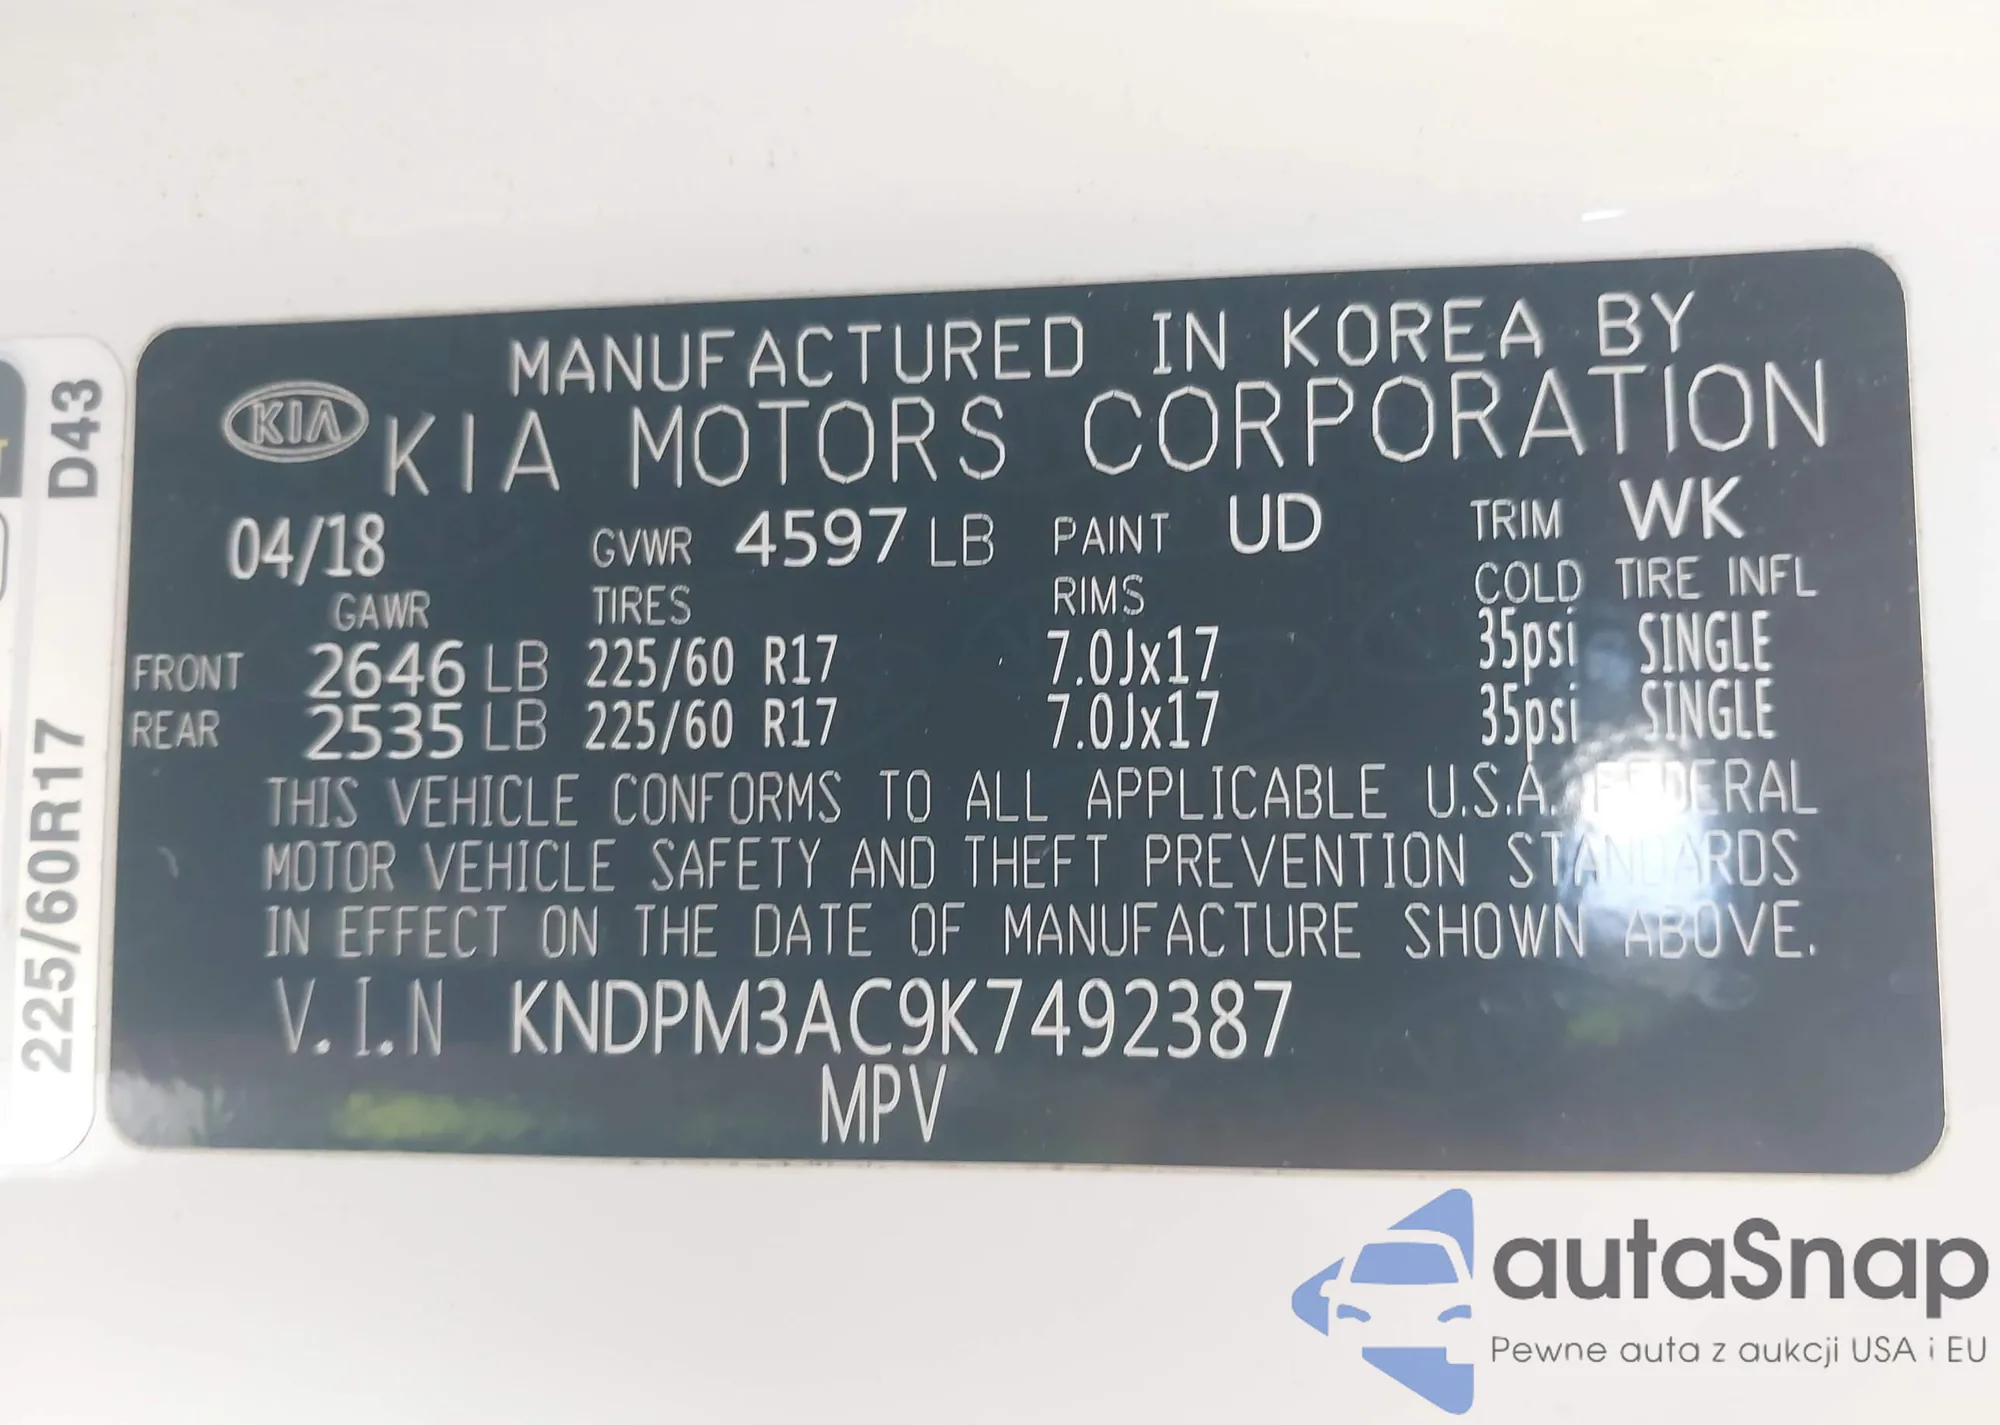 MANUFACTURED IN KOREA BY
KIA KIA MOTORS CORPORATION
04/18 GVWR 4597 LB PAINT UD TRIM WK
GAWR TIRES RIMS COLD TIRE INFL
FRONT 2646 LB 225/60 R17 7.0Jx17 35psi SINGLE
REAR 2535 LB 225/60 R17 7.0Jx17 35psi SINGLE
THIS VEHICLE CONFORMS TO ALL APPLICABLE U.S.A. FEDERAL
MOTOR VEHICLE SAFETY AND THEFT PREVENTION STANDARDS
IN EFFECT ON THE DATE OF MANUFACTURE SHOWN ABOVE.
V.I.N KNDPM3AC9K7492387
MPV
225/60R17 D43
autaSnap
Pewne auta z aukcji USA i EU